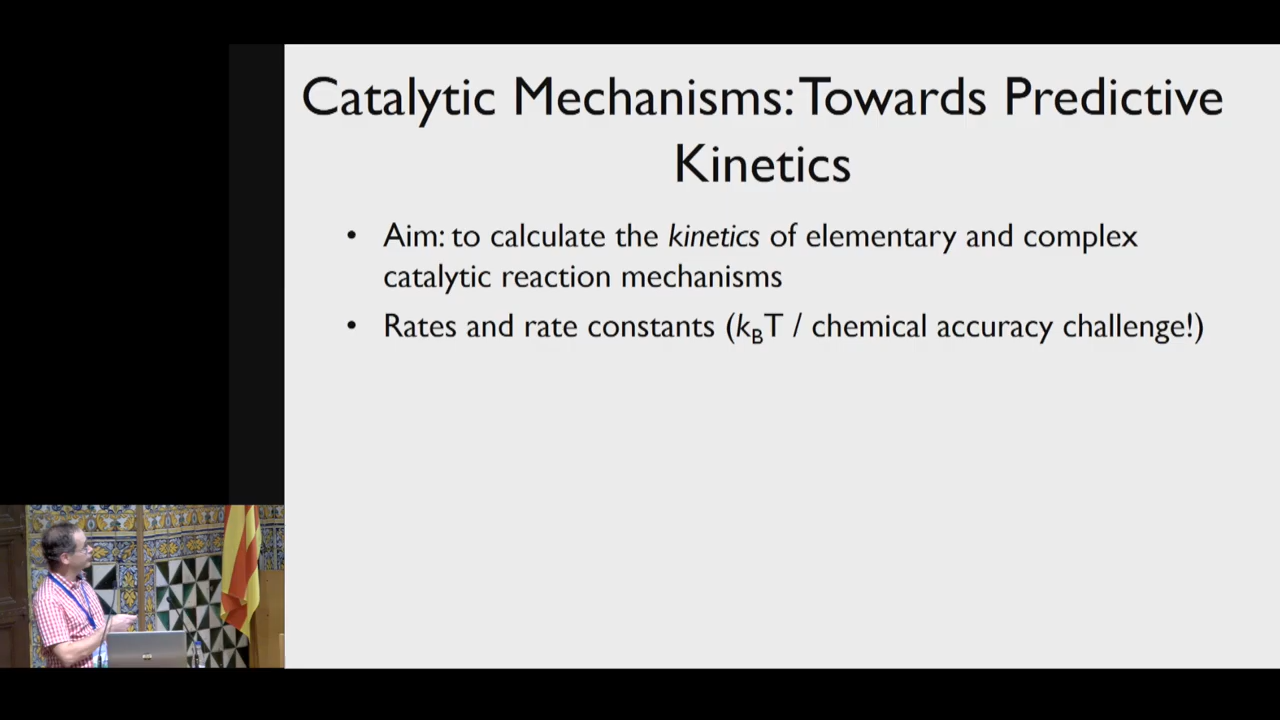 Catalytic Mechanisms: Towards Predictive
Kinetics
• Aim: to calculate the kinetics of elementary and complex
catalytic reaction mechanisms
• Rates and rate constants (kBT / chemical accuracy challenge!)